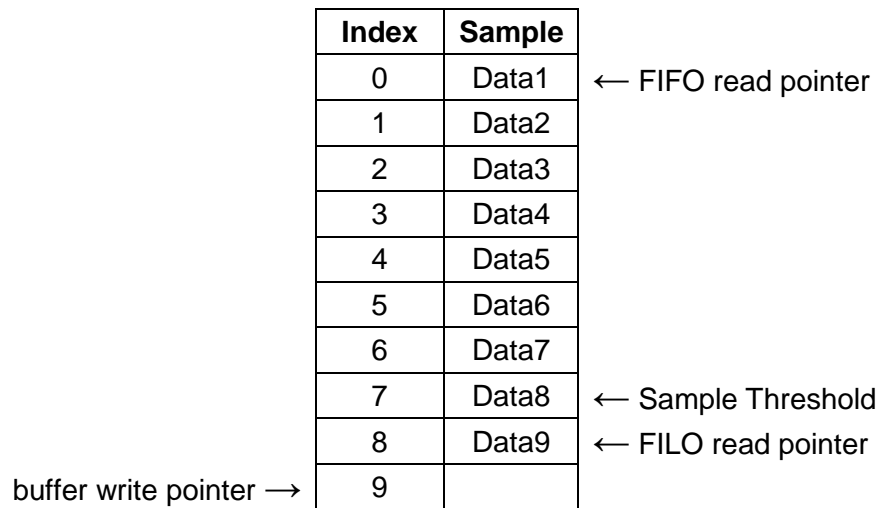 Index Sample
0 Data1 ← FIFO read pointer
1 Data2
2 Data3
3 Data4
4 Data5
5 Data6
6 Data7
7 Data8 ← Sample Threshold
8 Data9 ← FILO read pointer
buffer write pointer → 9